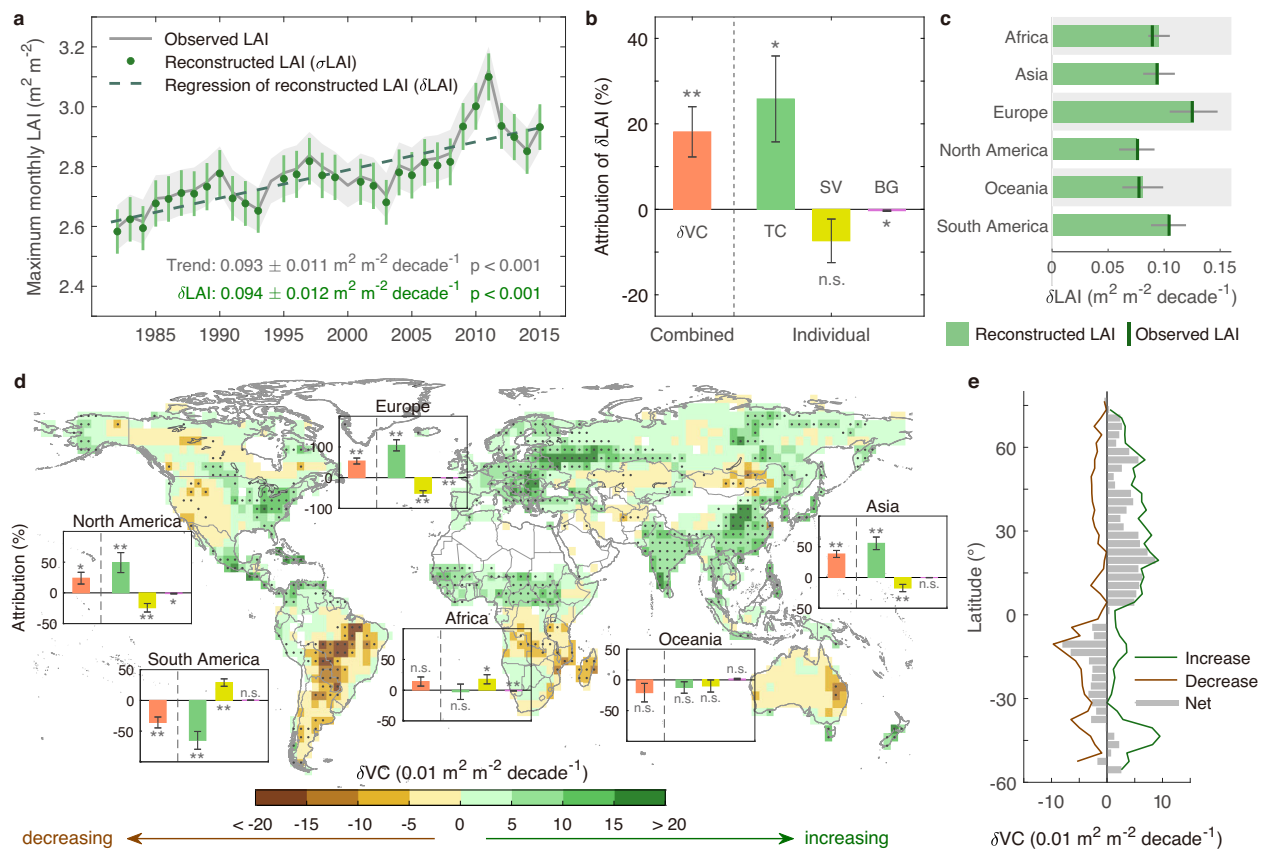 a
Maximum monthly LAI (m² m⁻²)
3.2
3.0
2.8
2.6
2.4
Observed LAI
Reconstructed LAI (σLAI)
Regression of reconstructed LAI (δLAI)
Trend: 0.093 ± 0.011 m² m⁻² decade⁻¹ p < 0.001
δLAI: 0.094 ± 0.012 m² m⁻² decade⁻¹ p < 0.001
1985 1990 1995 2000 2005 2010 2015
b
Attribution of δLAI (%)
40
20
0
-20
**
*
SV BG
δVC TC *
n.s.
Combined Individual
c
Africa
Asia
Europe
North America
Oceania
South America
0 0.05 0.10 0.15
δLAI (m² m⁻² decade⁻¹)
Reconstructed LAI Observed LAI
d
Attribution (%)
Europe
100
0
-100
** ** ** **
North America
50
0
-50
* ** ** *
Asia
50
0
-50
** ** ** n.s.
South America
0
-50
** ** ** n.s.
Africa
50
0
-50
n.s. n.s. * **
Oceania
50
0
-50
n.s. n.s. n.s. n.s.
δVC (0.01 m² m⁻² decade⁻¹)
< -20 -15 -10 -5 0 5 10 15 > 20
decreasing increasing
e
Latitude (°)
60
30
0
-30
-60
Increase
Decrease
Net
-10 0 10
δVC (0.01 m² m⁻² decade⁻¹)